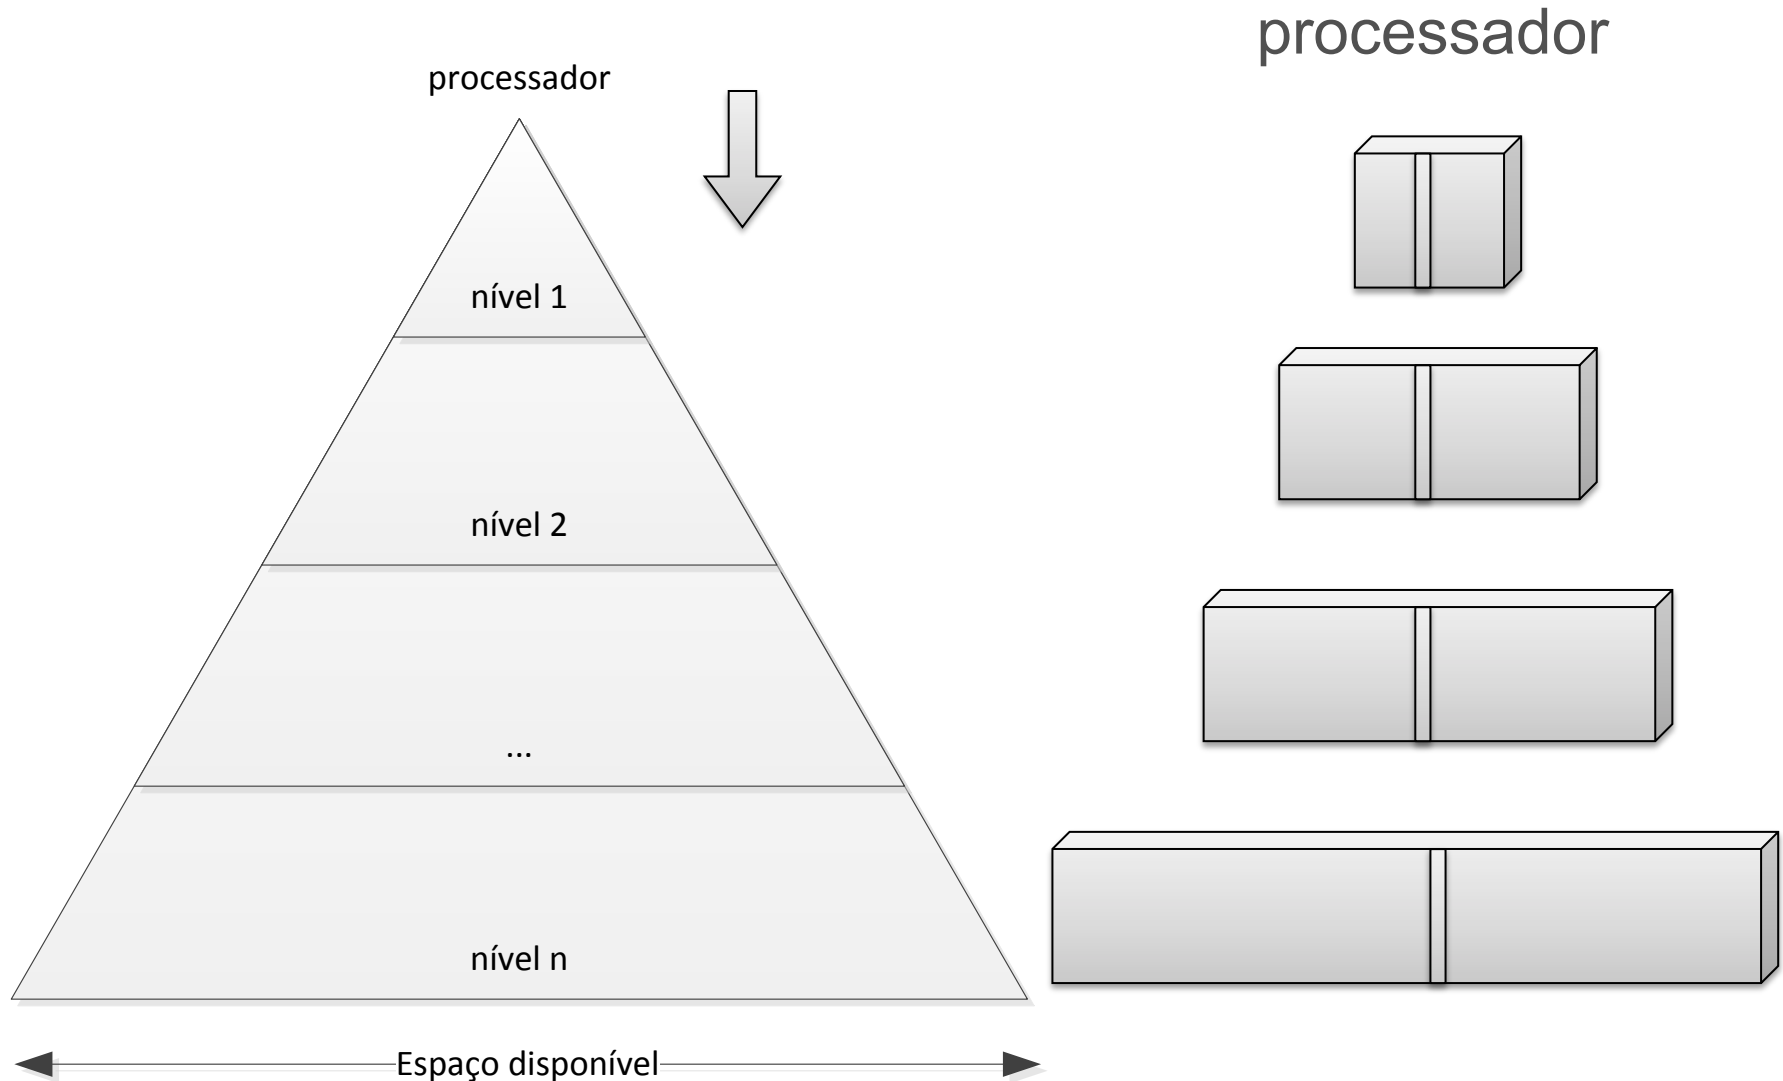 processador
processador
nível 1
nível 2
...
nível n
Espaço disponível